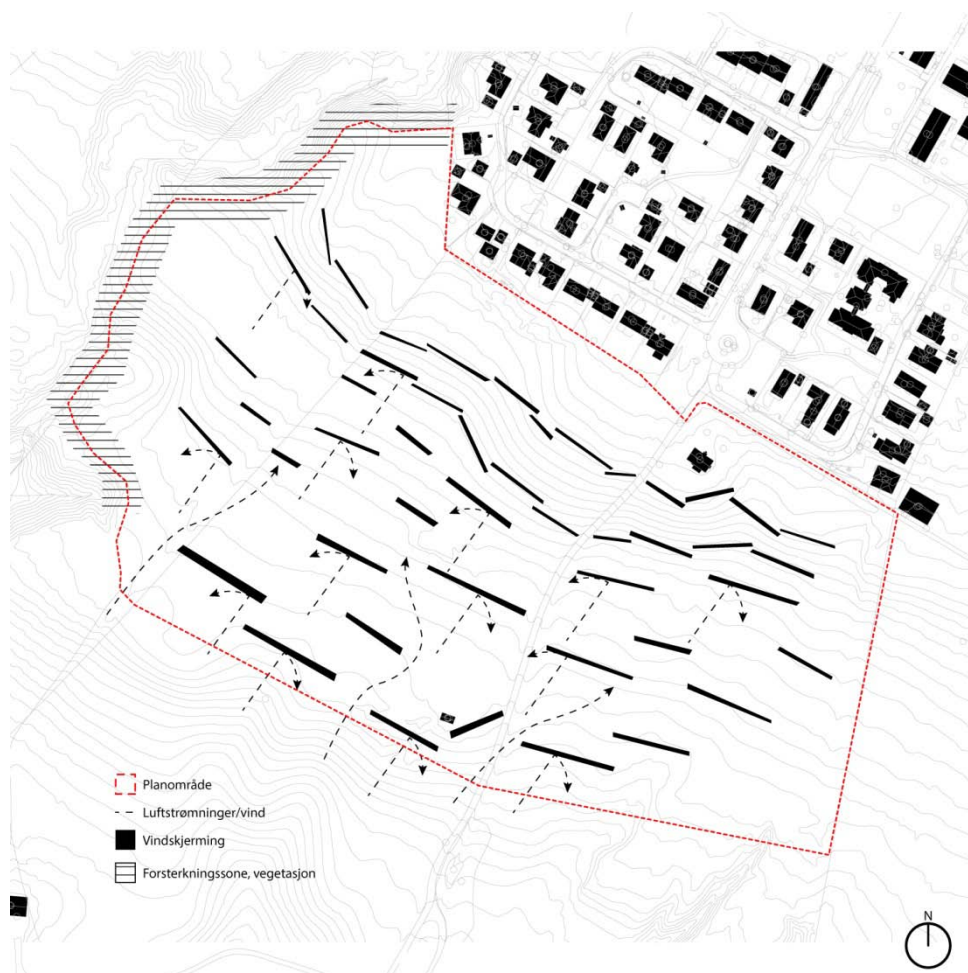 Planområde
Luftstrømninger/vind
Vindskjerming
Forsterkningssone, vegetasjon
N